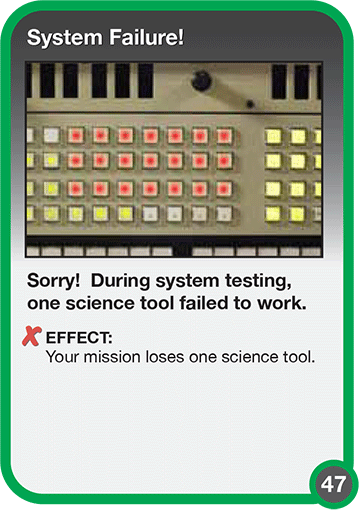 System Failure!
Sorry!  During system testing,
one science tool failed to work.
✗ EFFECT:
Your mission loses one science tool.
47